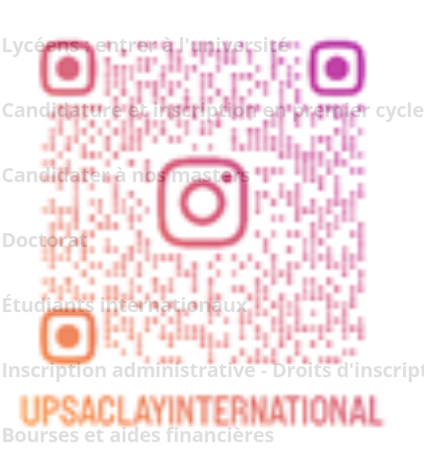 Lycéens : entrer à l'université
Candidature et inscription en premier cycle
Candidater à nos masters
Doctorat
Étudiants internationaux
Inscription administrative - Droits d'inscript
UPSACLAYINTERNATIONAL
Bourses et aides financières